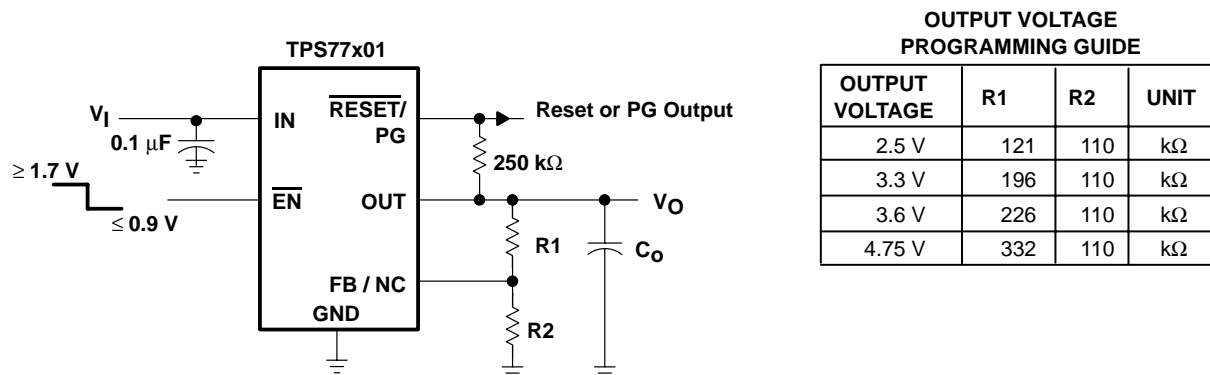 TPS77x01
V_I
0.1 μF
IN
RESET/
PG
Reset or PG Output
250 kΩ
≥ 1.7 V
≤ 0.9 V
EN
OUT
V_O
R1
C_o
FB / NC
GND
R2
OUTPUT VOLTAGE
PROGRAMMING GUIDE
OUTPUT VOLTAGE R1 R2 UNIT
2.5 V 121 110 kΩ
3.3 V 196 110 kΩ
3.6 V 226 110 kΩ
4.75 V 332 110 kΩ